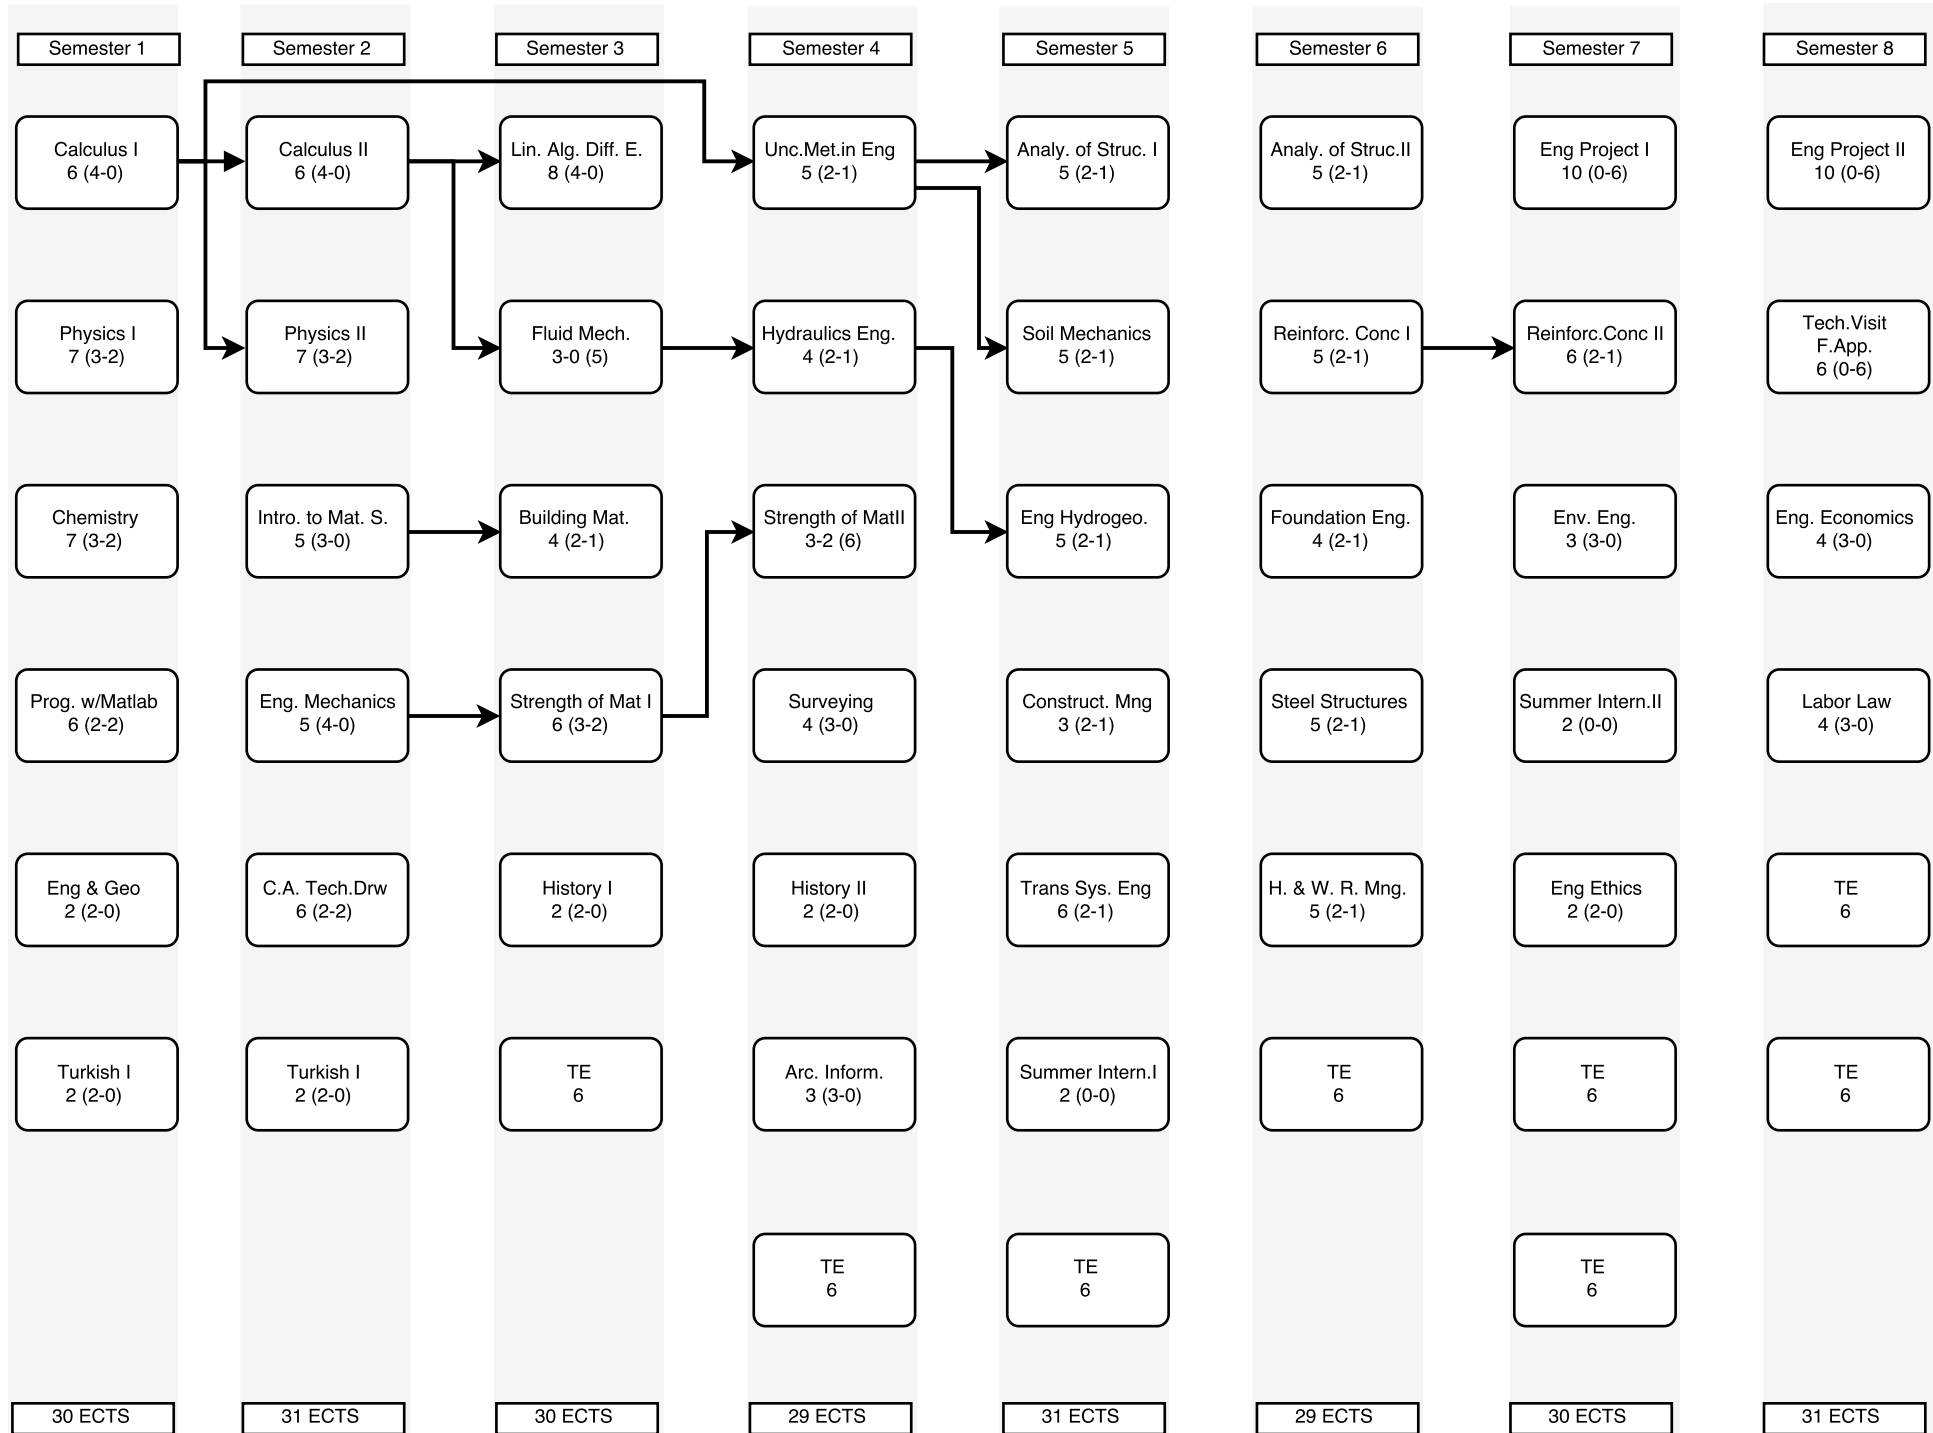 Semester 1
Semester 2
Semester 3
Semester 4
Semester 5
Semester 6
Semester 7
Semester 8
Calculus I
6 (4-0)
Calculus II
6 (4-0)
Lin. Alg. Diff. E.
8 (4-0)
Unc.Met.in Eng
5 (2-1)
Analy. of Struc. I
5 (2-1)
Analy. of Struc.II
5 (2-1)
Eng Project I
10 (0-6)
Eng Project II
10 (0-6)
Physics I
7 (3-2)
Physics II
7 (3-2)
Fluid Mech.
3-0 (5)
Hydraulics Eng.
4 (2-1)
Soil Mechanics
5 (2-1)
Reinforc. Conc I
5 (2-1)
Reinforc.Conc II
6 (2-1)
Tech.Visit
F.App.
6 (0-6)
Chemistry
7 (3-2)
Intro. to Mat. S.
5 (3-0)
Building Mat.
4 (2-1)
Strength of MatII
3-2 (6)
Eng Hydrogeo.
5 (2-1)
Foundation Eng.
4 (2-1)
Env. Eng.
3 (3-0)
Eng. Economics
4 (3-0)
Prog. w/Matlab
6 (2-2)
Eng. Mechanics
5 (4-0)
Strength of Mat I
6 (3-2)
Surveying
4 (3-0)
Construct. Mng
3 (2-1)
Steel Structures
5 (2-1)
Summer Intern.II
2 (0-0)
Labor Law
4 (3-0)
Eng & Geo
2 (2-0)
C.A. Tech.Drw
6 (2-2)
History I
2 (2-0)
History II
2 (2-0)
Trans Sys. Eng
6 (2-1)
H. & W. R. Mng.
5 (2-1)
Eng Ethics
2 (2-0)
TE
6
Turkish I
2 (2-0)
Turkish I
2 (2-0)
TE
6
Arc. Inform.
3 (3-0)
Summer Intern.I
2 (0-0)
TE
6
TE
6
TE
6
TE
6
TE
6
TE
6
30 ECTS
31 ECTS
30 ECTS
29 ECTS
31 ECTS
29 ECTS
30 ECTS
31 ECTS